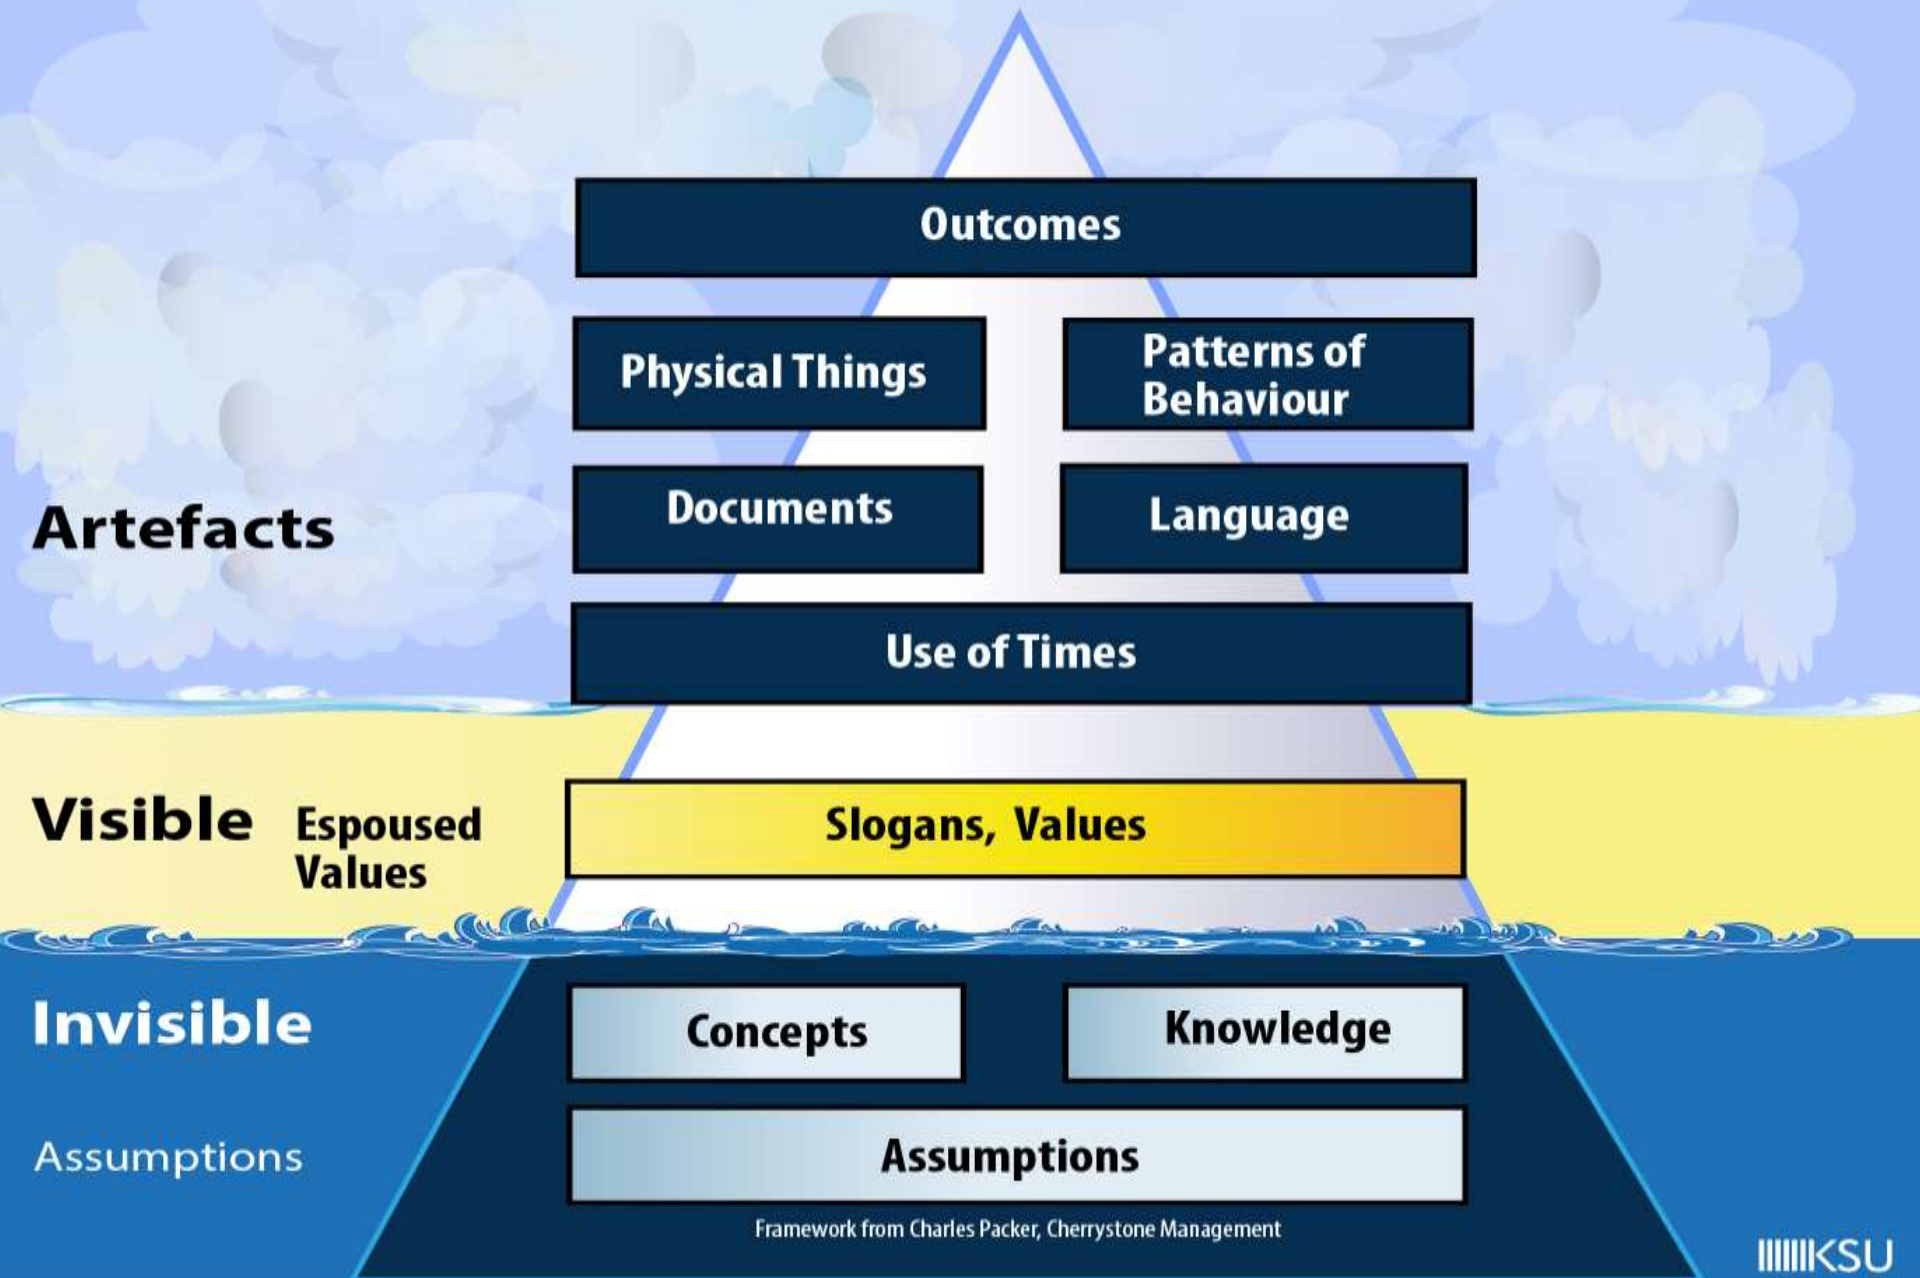 Outcomes
Physical Things
Patterns of
Behaviour
Artefacts
Documents
Language
Use of Times
Visible
Espoused
Values
Slogans, Values
Invisible
Concepts
Knowledge
Assumptions
Assumptions
Framework from Charles Packer, Cherrystone Management
KSU